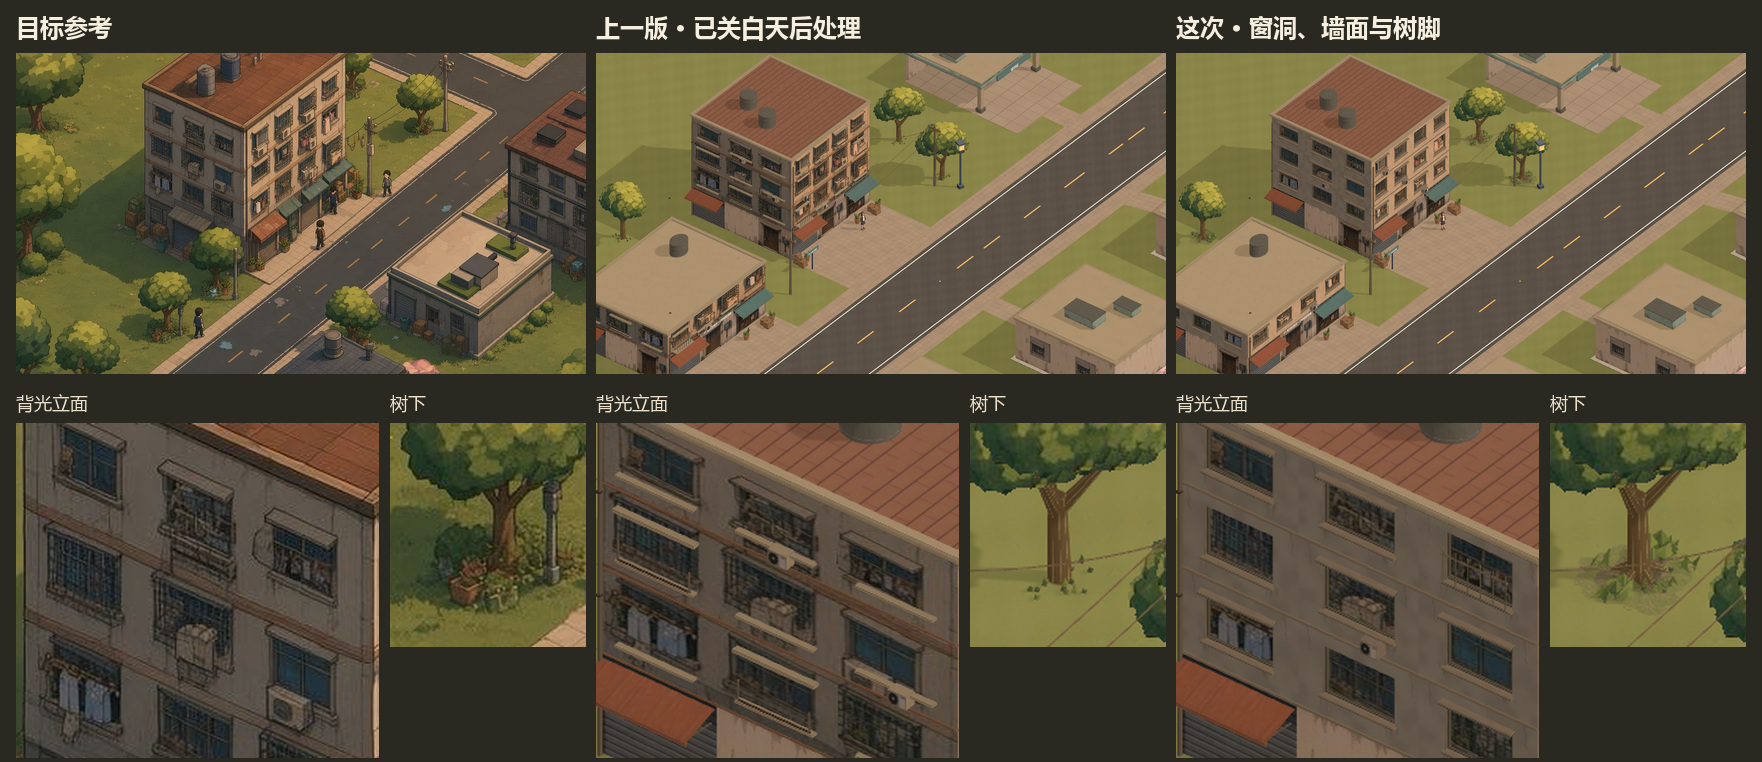 目标参考
上一版·已关白天后处理
这次·窗洞、墙面与树脚
背光立面
树下
背光立面
树下
背光立面
树下